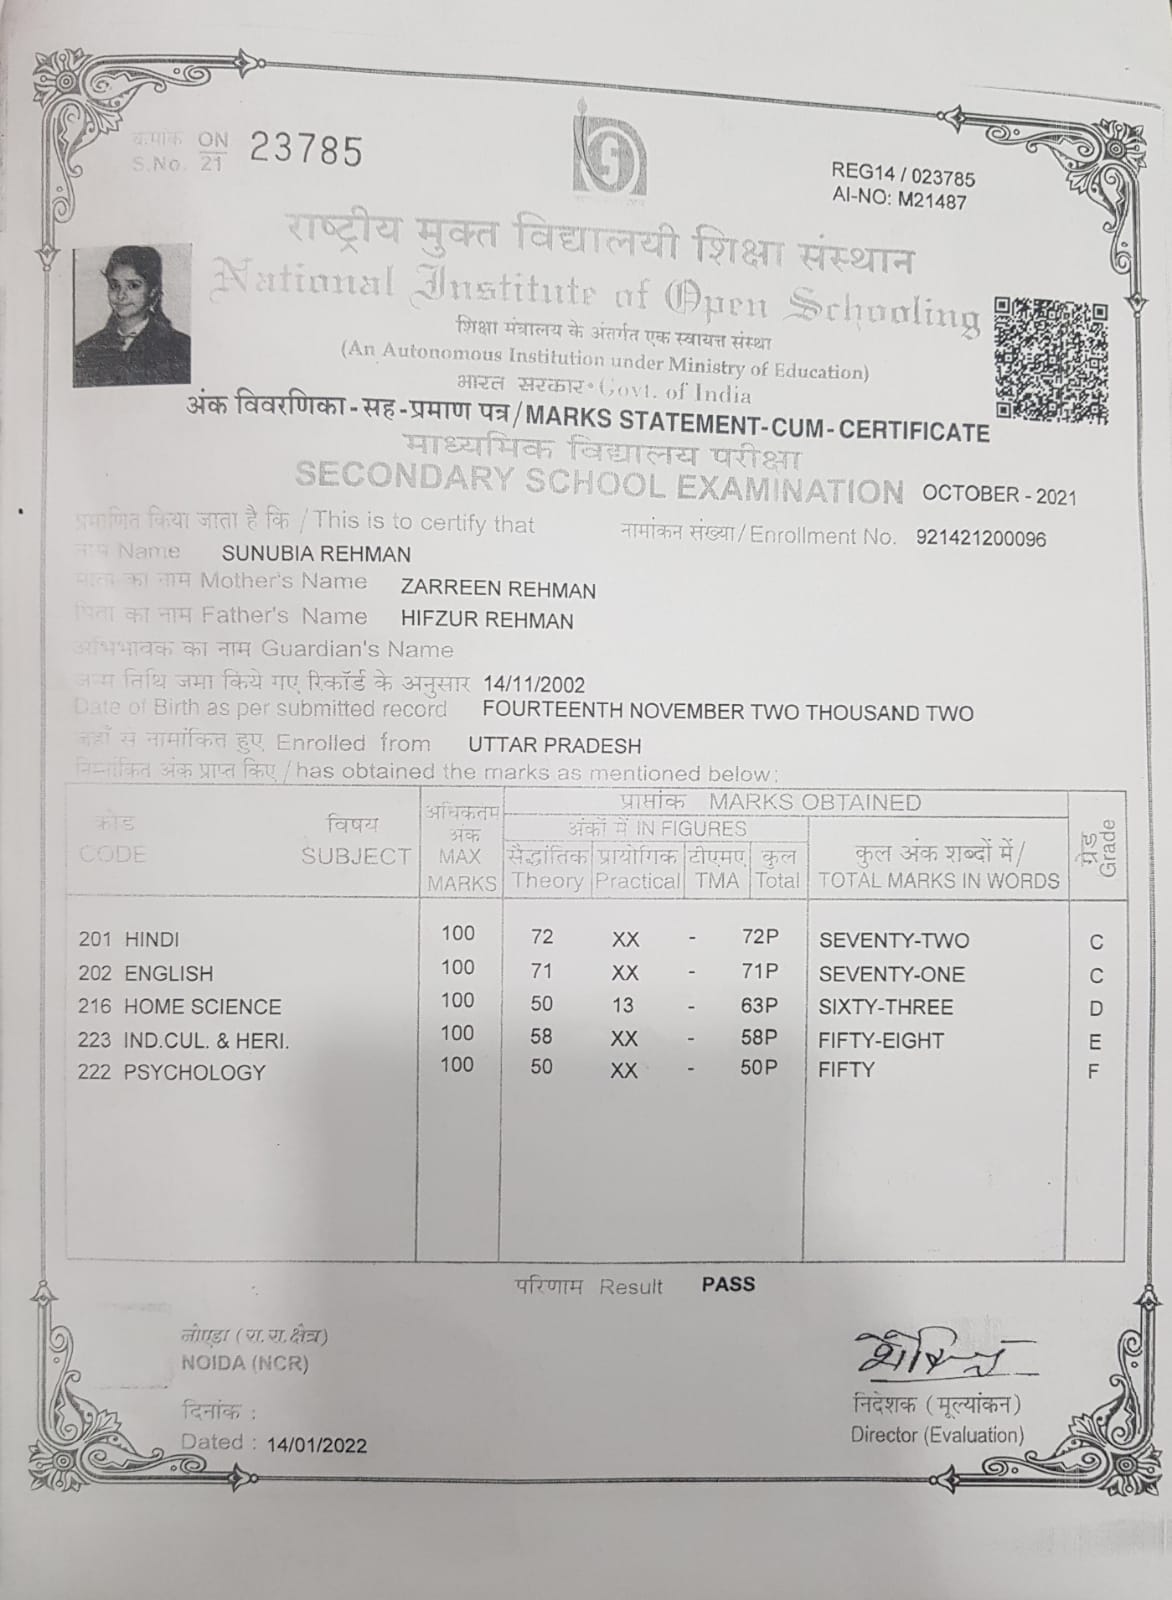 क्रमांक ON 23785
S.No. 21
REG14 / 023785
AI-NO: M21487
राष्ट्रीय मुक्त विद्यालयी शिक्षा संस्थान
National Institute of Open Schooling
शिक्षा मंत्रालय के अंतर्गत एक स्वायत्त संस्था
(An Autonomous Institution under Ministry of Education)
भारत सरकार • Govt. of India
अंक विवरणिका - सह - प्रमाण पत्र / MARKS STATEMENT - CUM - CERTIFICATE
माध्यमिक विद्यालय परीक्षा
SECONDARY SCHOOL EXAMINATION OCTOBER - 2021
प्रमाणित किया जाता है कि / This is to certify that नामांकन संख्या / Enrollment No. 921421200096
नाम Name SUNUBIA REHMAN
माता का नाम Mother's Name ZARREEN REHMAN
पिता का नाम Father's Name HIFZUR REHMAN
अभिभावक का नाम Guardian's Name
जन्म तिथि जमा किये गए रिकॉर्ड के अनुसार 14/11/2002
Date of Birth as per submitted record FOURTEENTH NOVEMBER TWO THOUSAND TWO
जहाँ से नामांकित हुए Enrolled from UTTAR PRADESH
निम्नांकित अंक प्राप्त किए / has obtained the marks as mentioned below:
कोड CODE विषय SUBJECT अधिकतम अंक MAX MARKS प्राप्तांक MARKS OBTAINED ग्रेड Grade
अंकों में IN FIGURES कुल अंक शब्दों में / TOTAL MARKS IN WORDS
सैद्धांतिक Theory प्रायोगिक Practical टीएमए TMA कुल Total
201 HINDI 100 72 XX - 72P SEVENTY-TWO C
202 ENGLISH 100 71 XX - 71P SEVENTY-ONE C
216 HOME SCIENCE 100 50 13 - 63P SIXTY-THREE D
223 IND.CUL. & HERI. 100 58 XX - 58P FIFTY-EIGHT E
222 PSYCHOLOGY 100 50 XX - 50P FIFTY F
परिणाम Result PASS
नोएडा (रा.रा.क्षेत्र)
NOIDA (NCR)
दिनांक :
Dated : 14/01/2022
निदेशक (मूल्यांकन)
Director (Evaluation)